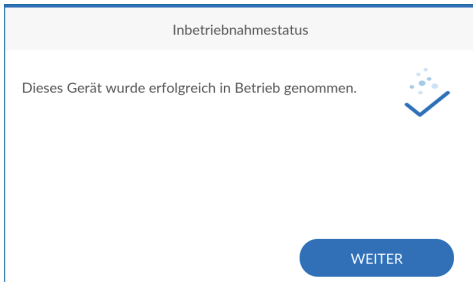 Inbetriebnahmestatus
Dieses Gerät wurde erfolgreich in Betrieb genommen.
WEITER